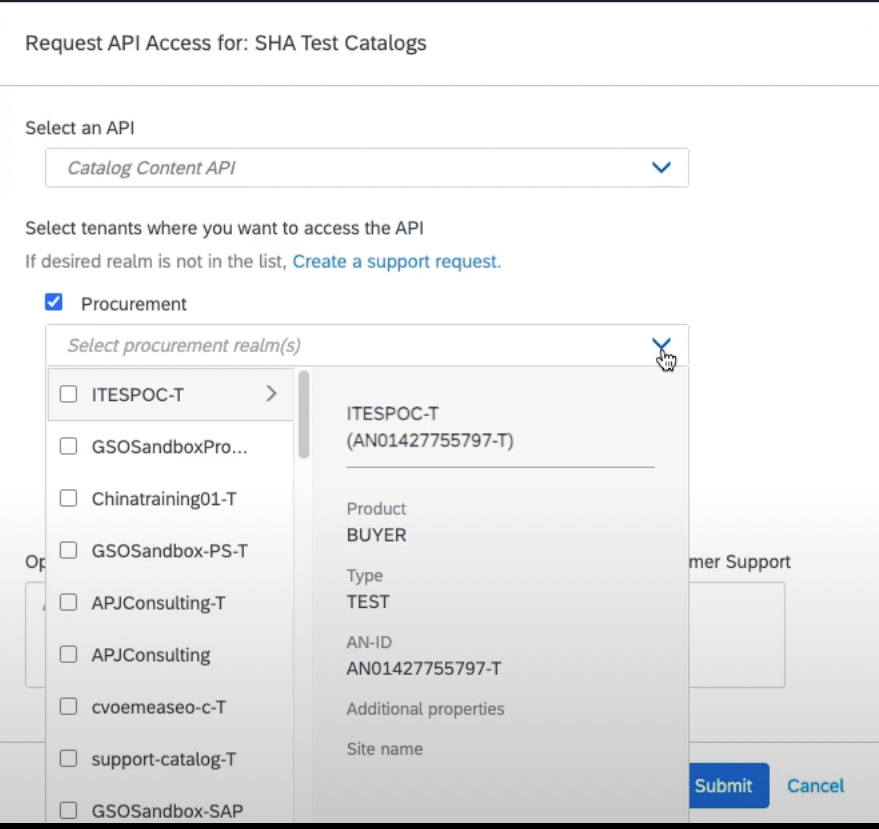 Request API Access for: SHA Test Catalogs
Select an API
Catalog Content API
Select tenants where you want to access the API
If desired realm is not in the list, Create a support request.
Procurement
Select procurement realm(s)
ITESPOC-T
GSOSandboxPro...
Chinatraining01-T
GSOSandbox-PS-T
APJConsulting-T
APJConsulting
cvoemeaseo-c-T
support-catalog-T
GSOSandbox-SAP
ITESPOC-T
(AN01427755797-T)
Product
BUYER
Type
TEST
AN-ID
AN01427755797-T
Additional properties
Site name
Op
mer Support
Submit
Cancel